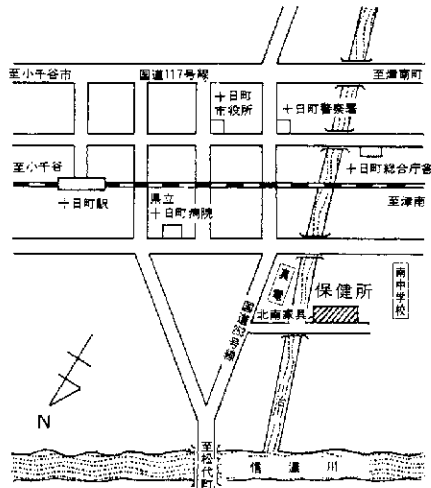 至小千谷市
国道117号線
至津南町
十日町
市役所
十日町警察署
至小千谷
十日町総合庁舎
十日町駅
県立
十日町病院
至津南
国道253号線
北南家具
保健所
南中学校
川治川
至松代町
信濃川
N